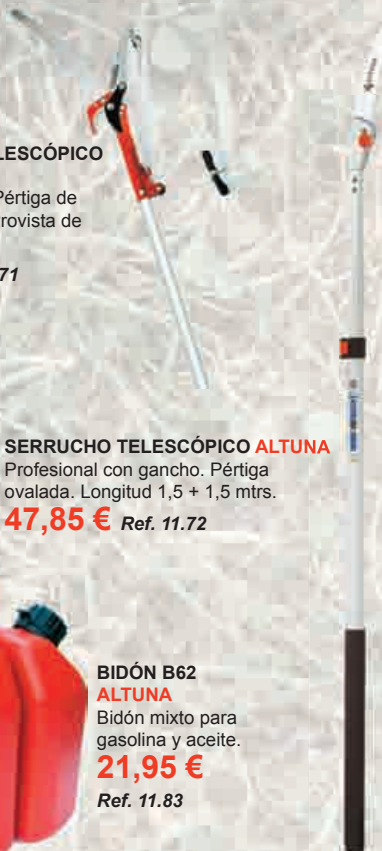 LESCÓPICO
Pértiga de
rovista de
71
SERRUCHO TELESCÓPICO ALTUNA
Profesional con gancho. Pértiga
ovalada. Longitud 1,5 + 1,5 mtrs.
47,85 € Ref. 11.72
BIDÓN B62
ALTUNA
Bidón mixto para
gasolina y aceite.
21,95 €
Ref. 11.83